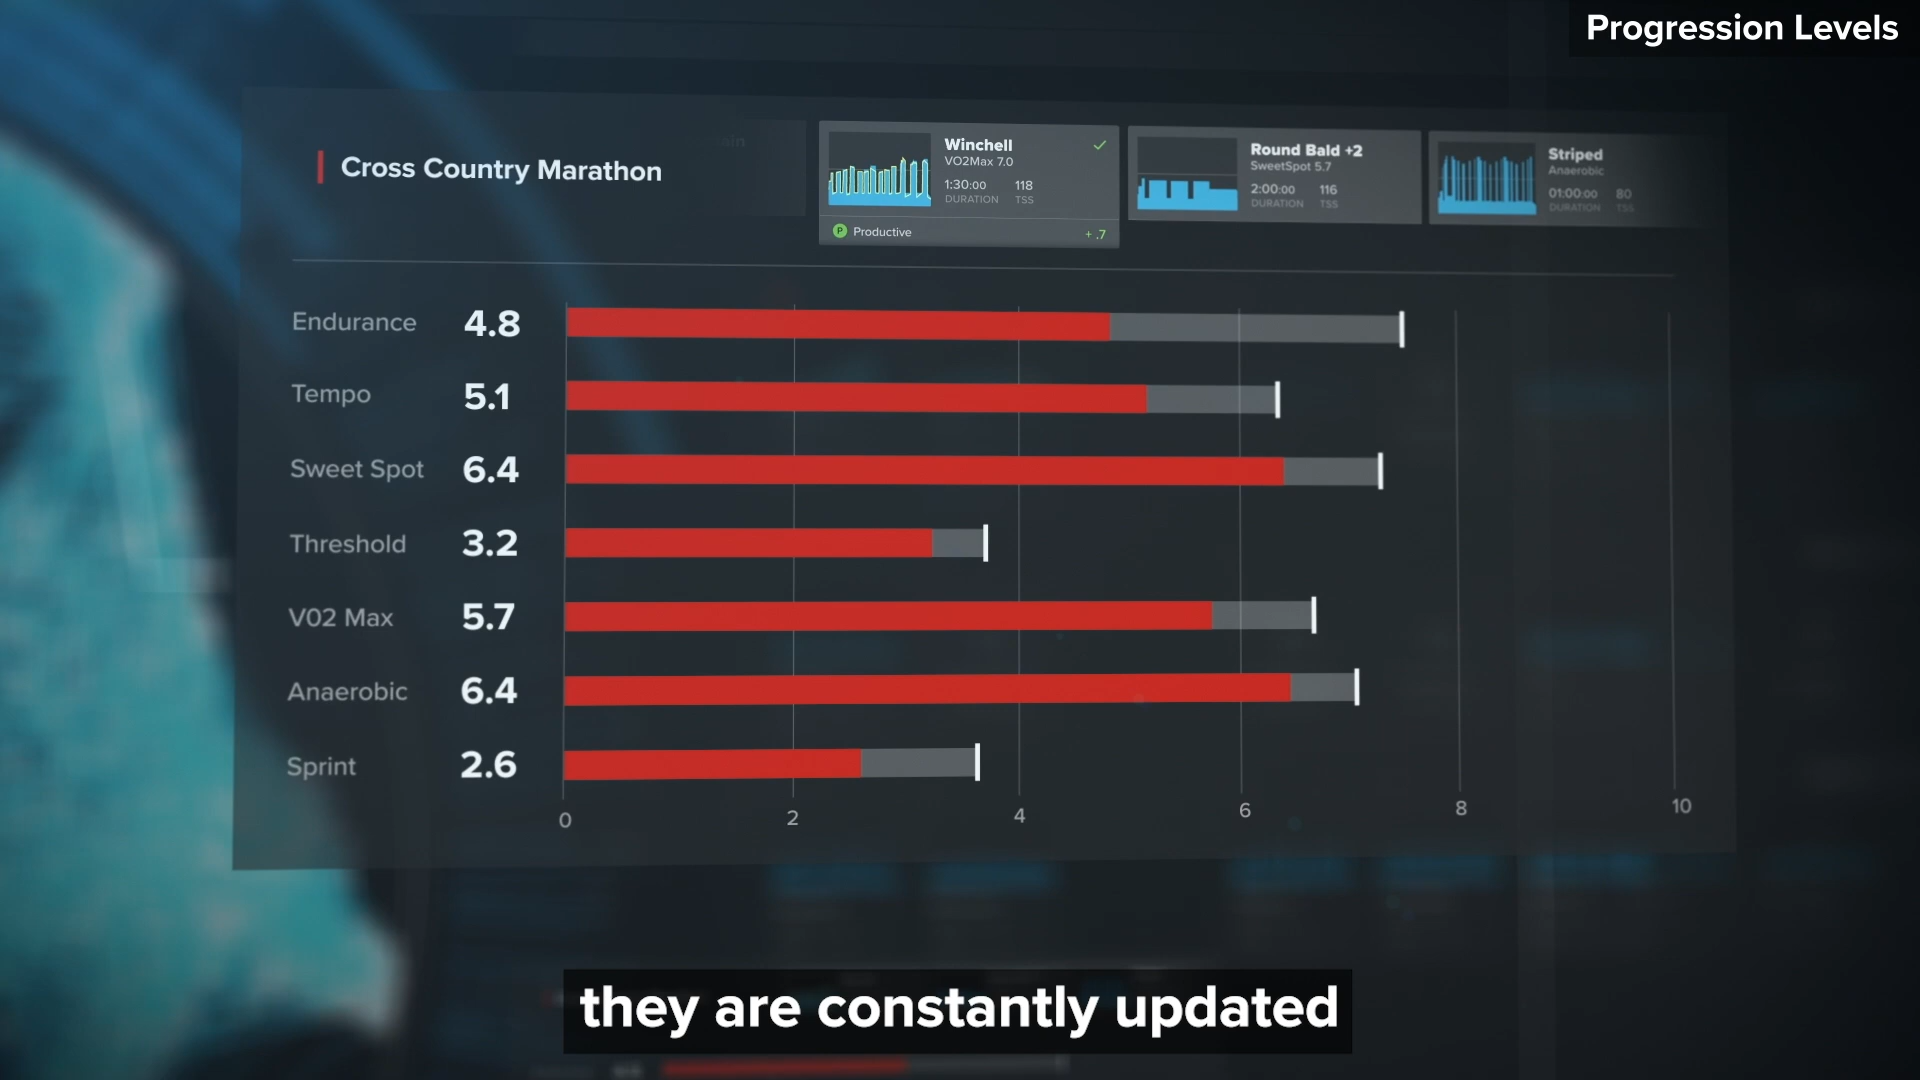 Progression Levels
Cross Country Marathon
Winchell
VO2Max 7.0
1:30:00 118
DURATION TSS
P Productive + .7
Round Bald +2
SweetSpot 5.7
2:00:00 116
DURATION TSS
Striped
Anaerobic
01:00:00 80
DURATION TSS
Endurance 4.8
Tempo 5.1
Sweet Spot 6.4
Threshold 3.2
V02 Max 5.7
Anaerobic 6.4
Sprint 2.6
0 2 4 6 8 10
they are constantly updated